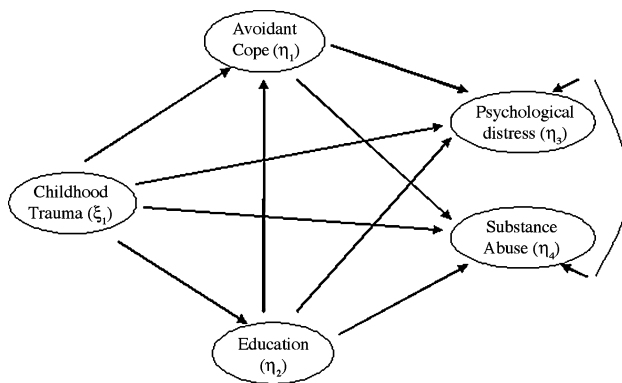 Avoidant
Cope (η₁)
Psychological
distress (η₃)
Childhood
Trauma (ξ₁)
Substance
Abuse (η₄)
Education
(η₂)